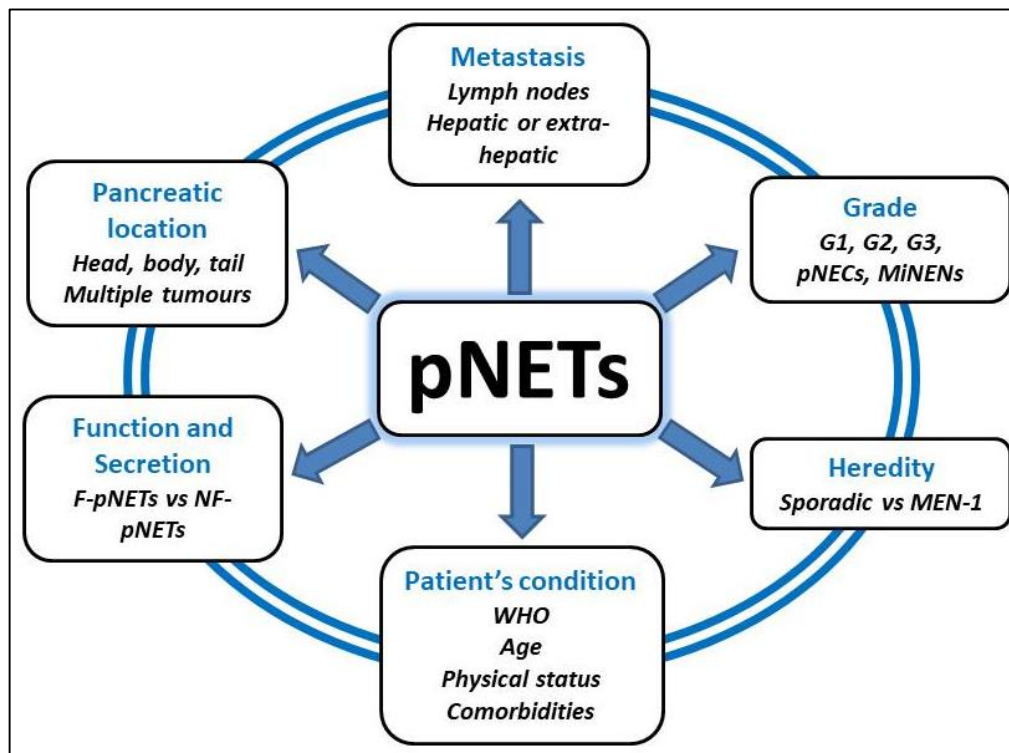 Metastasis
Lymph nodes
Hepatic or extra-
hepatic
Pancreatic
location
Head, body, tail
Multiple tumours
Grade
G1, G2, G3,
pNECs, MiNENs
pNETs
Function and
Secretion
F-pNETs vs NF-
pNETs
Heredity
Sporadic vs MEN-1
Patient's condition
WHO
Age
Physical status
Comorbidities